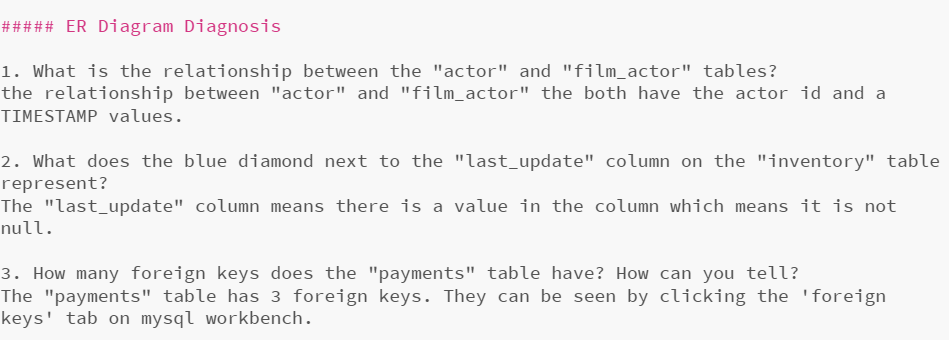 ##### ER Diagram Diagnosis
1. What is the relationship between the "actor" and "film_actor" tables?
the relationship between "actor" and "film_actor" the both have the actor id and a
TIMESTAMP values.
2. What does the blue diamond next to the "last_update" column on the "inventory" table
represent?
The "last_update" column means there is a value in the column which means it is not
null.
3. How many foreign keys does the "payments" table have? How can you tell?
The "payments" table has 3 foreign keys. They can be seen by clicking the 'foreign
keys' tab on mysql workbench.